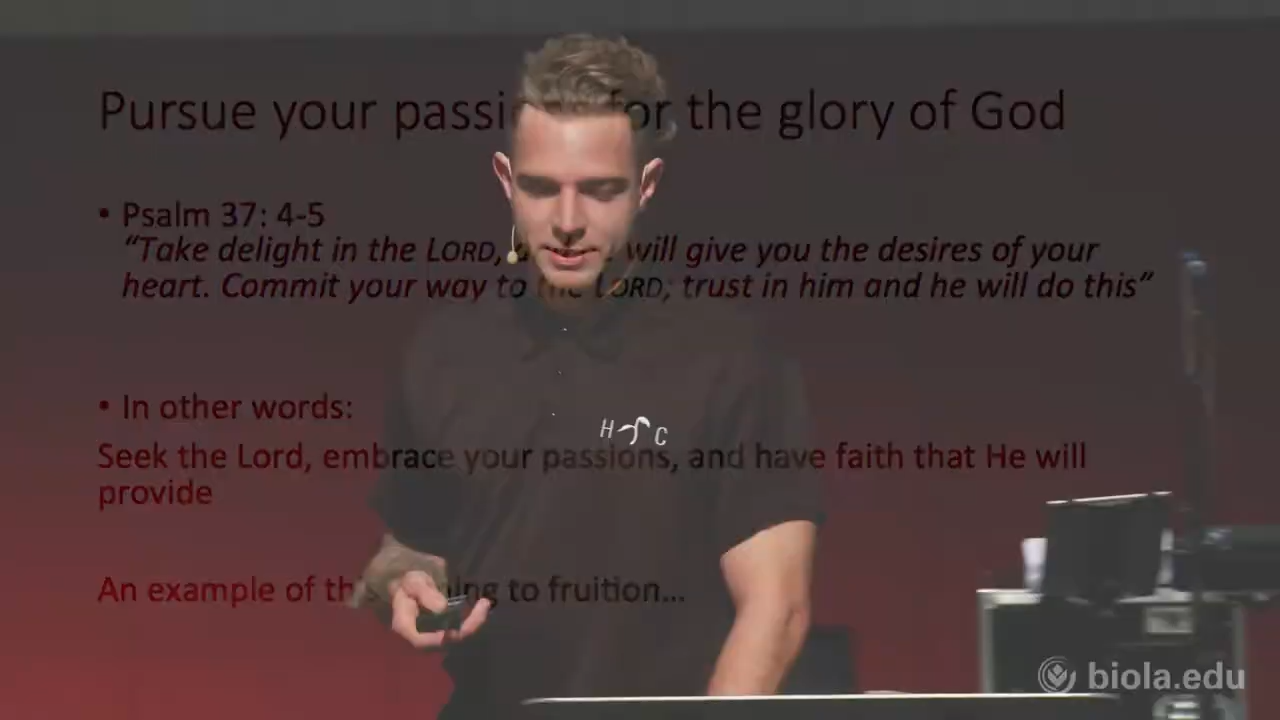 Pursue your passion for the glory of God
• Psalm 37: 4-5
“Take delight in the LORD, will give you the desires of your
heart. Commit your way to the LORD; trust in him and he will do this”
• In other words:
Seek the Lord, embrace your passions, and have faith that He will
provide
An example of this to fruition...
H C
biola.edu